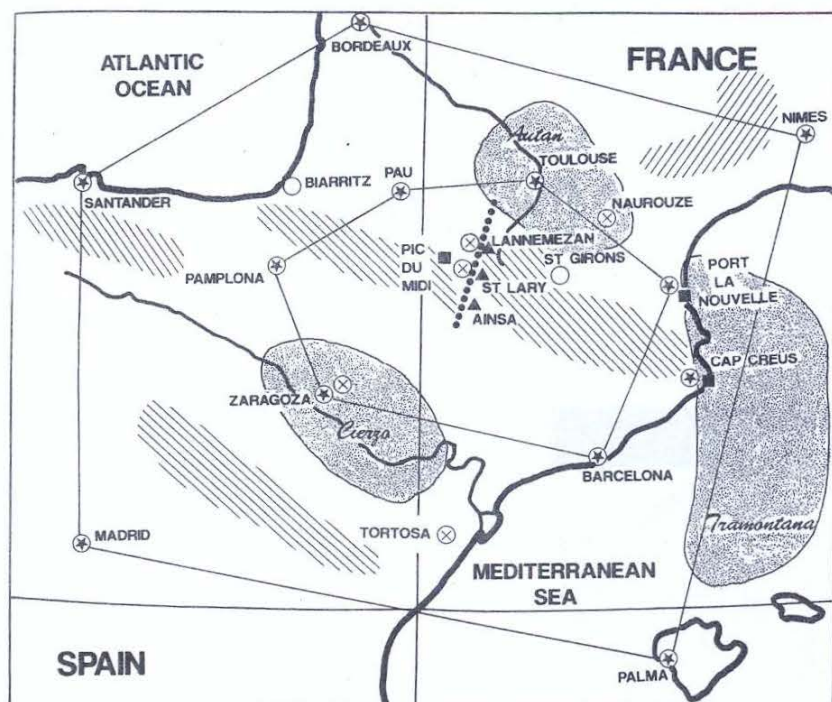 BORDEAUX
ATLANTIC
OCEAN
FRANCE
NIMES
Autan
TOULOUSE
PAU
BIARRITZ
SANTANDER
NAUROUZE
LANNEMEZAN
PIC
DU
MIDI
ST GIRONS
PAMPLONA
ST LARY
PORT
LA
NOUVELLE
AINSA
CAP CREUS
ZARAGOZA
Cierzo
BARCELONA
MADRID
TORTOSA
Tramontana
MEDITERRANEAN
SEA
SPAIN
PALMA